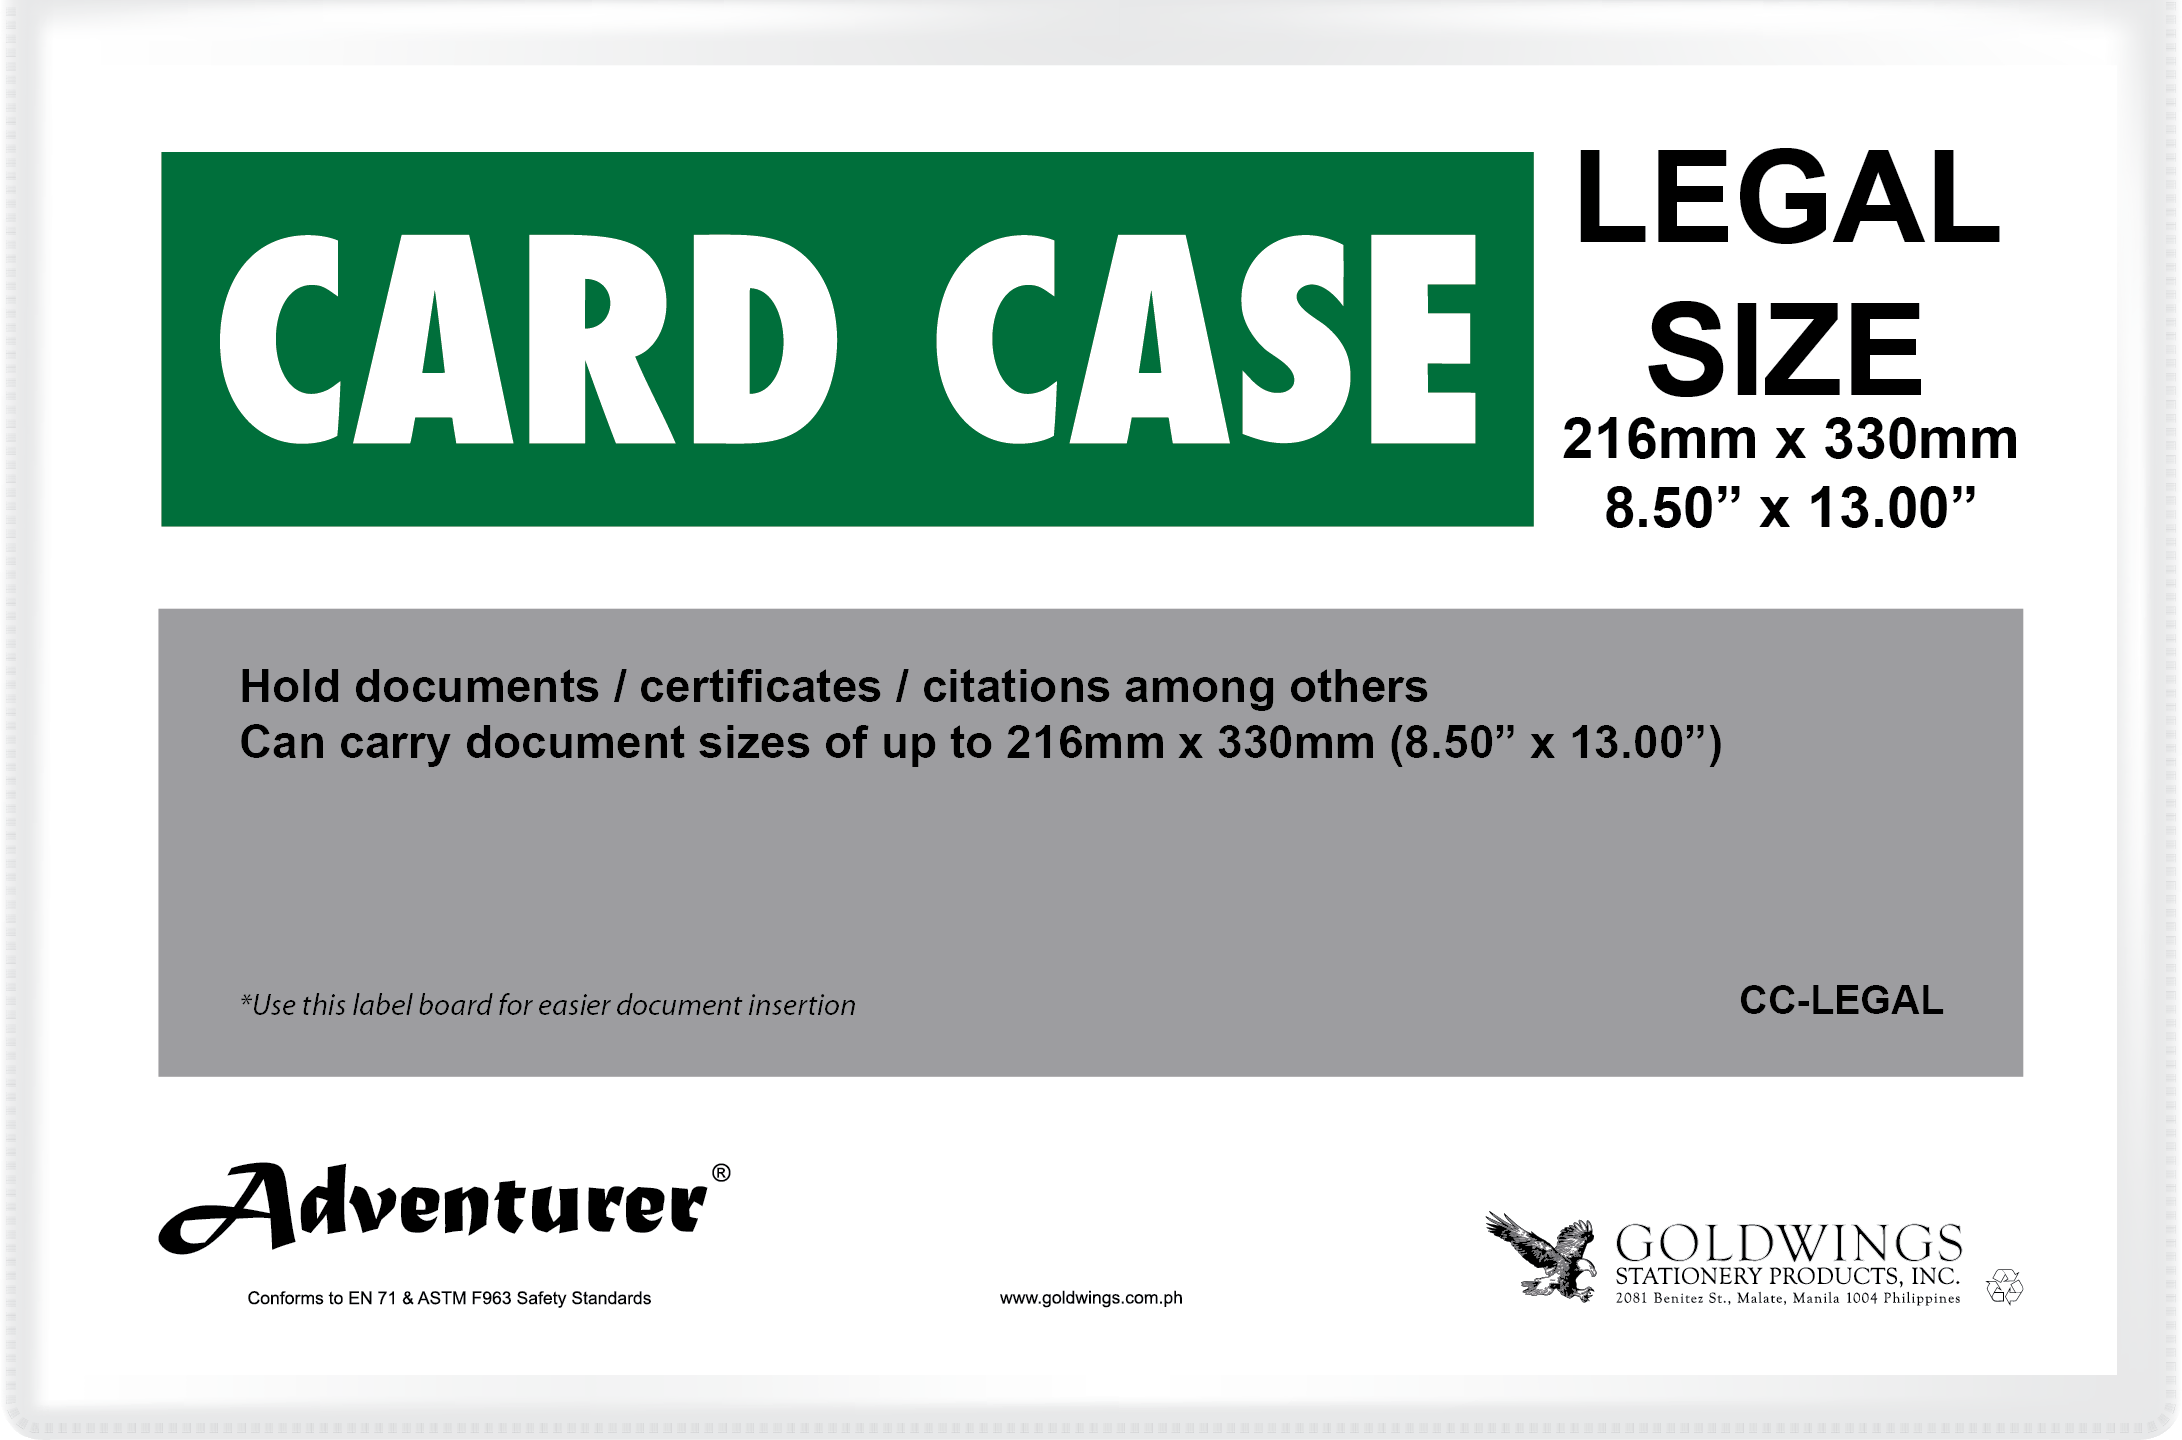 CARD CASE
LEGAL
SIZE
216mm x 330mm
8.50” x 13.00”
Hold documents / certificates / citations among others
Can carry document sizes of up to 216mm x 330mm (8.50” x 13.00”)
*Use this label board for easier document insertion
CC-LEGAL
Adventurer®
Conforms to EN 71 & ASTM F963 Safety Standards
www.goldwings.com.ph
GOLDWINGS
STATIONERY PRODUCTS, INC.
2081 Benitez St., Malate, Manila 1004 Philippines